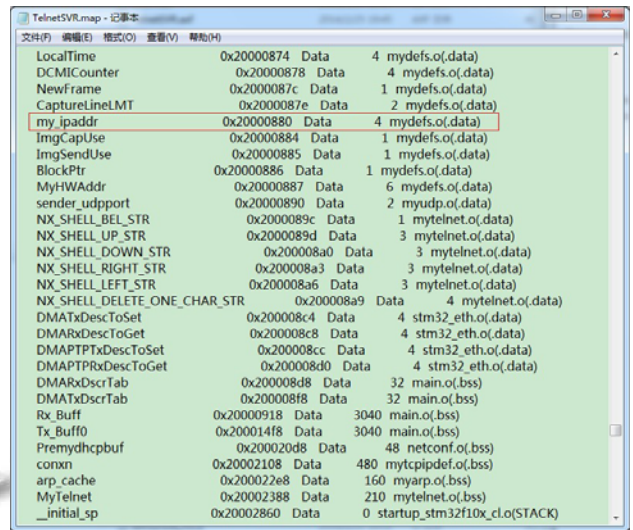 TelnetSVR.map - 记事本
文件(F) 编辑(E) 格式(O) 查看(V) 帮助(H)
LocalTime 0x20000874 Data 4 mydefs.o(.data)
DCMICounter 0x20000878 Data 4 mydefs.o(.data)
NewFrame 0x2000087c Data 1 mydefs.o(.data)
CaptureLineLMT 0x2000087e Data 2 mydefs.o(.data)
my_ipaddr 0x20000880 Data 4 mydefs.o(.data)
ImgCapUse 0x20000884 Data 1 mydefs.o(.data)
ImgSendUse 0x20000885 Data 1 mydefs.o(.data)
BlockPtr 0x20000886 Data 1 mydefs.o(.data)
MyHWAddr 0x20000887 Data 6 mydefs.o(.data)
sender_udpport 0x20000890 Data 2 myudp.o(.data)
NX_SHELL_BEL_STR 0x2000089c Data 1 mytelnet.o(.data)
NX_SHELL_UP_STR 0x2000089d Data 3 mytelnet.o(.data)
NX_SHELL_DOWN_STR 0x200008a0 Data 3 mytelnet.o(.data)
NX_SHELL_RIGHT_STR 0x200008a3 Data 3 mytelnet.o(.data)
NX_SHELL_LEFT_STR 0x200008a6 Data 3 mytelnet.o(.data)
NX_SHELL_DELETE_ONE_CHAR_STR 0x200008a9 Data 4 mytelnet.o(.data)
DMATxDescToSet 0x200008c4 Data 4 stm32_eth.o(.data)
DMARxDescToGet 0x200008c8 Data 4 stm32_eth.o(.data)
DMAPTPTxDescToSet 0x200008cc Data 4 stm32_eth.o(.data)
DMAPTPRxDescToGet 0x200008d0 Data 4 stm32_eth.o(.data)
DMARxDscrTab 0x200008d8 Data 32 main.o(.bss)
DMATxDscrTab 0x200008f8 Data 32 main.o(.bss)
Rx_Buff 0x20000918 Data 3040 main.o(.bss)
Tx_Buff0 0x200014f8 Data 3040 main.o(.bss)
Premydhcpbuf 0x200020d8 Data 48 netconf.o(.bss)
conxn 0x20002108 Data 480 mytcpipdef.o(.bss)
arp_cache 0x200022e8 Data 160 myarp.o(.bss)
MyTelnet 0x20002388 Data 210 mytelnet.o(.bss)
__initial_sp 0x20002860 Data 0 startup_stm32f10x_cl.o(STACK)